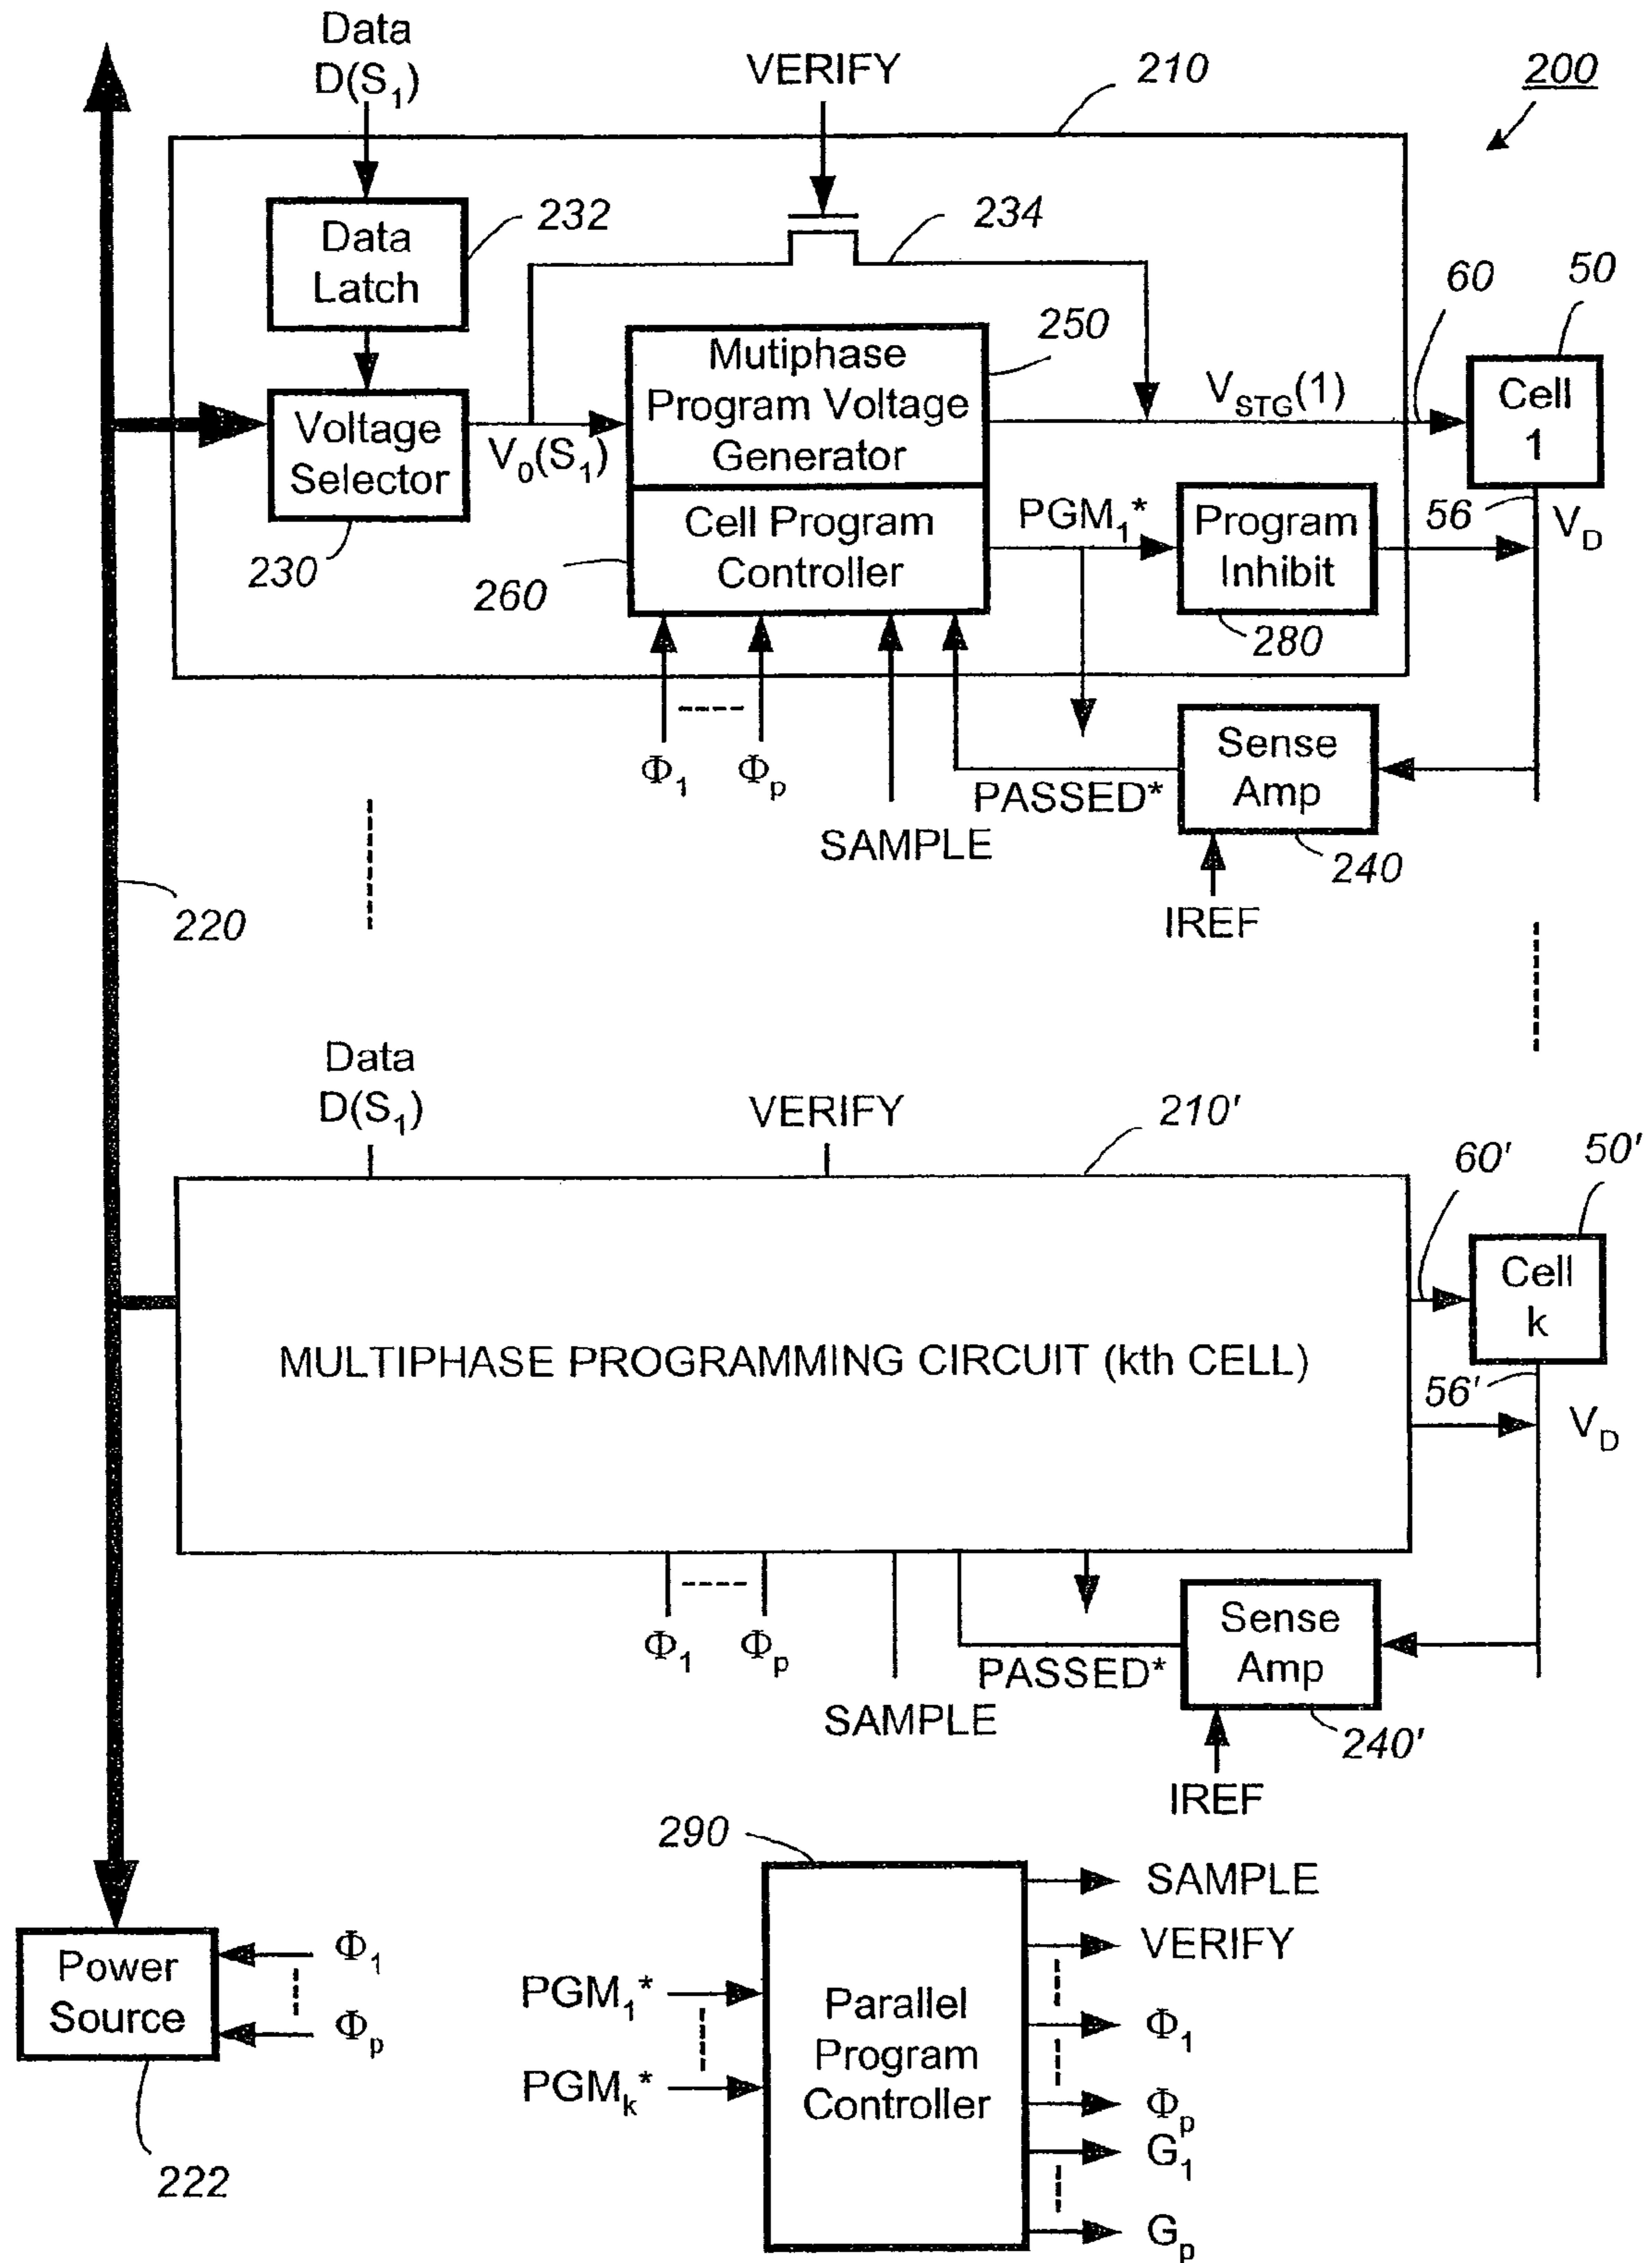 Data
D(S₁)
VERIFY
210
200
Data
Latch
232
234
60
50
Mutiphase
Program Voltage
Generator
250
V_STG(1)
Cell
1
Voltage
Selector
V₀(S₁)
230
Cell Program
Controller
260
PGM₁*
Program
Inhibit
280
56
V_D
Φ₁
Φₚ
SAMPLE
PASSED*
Sense
Amp
240
IREF
220
Data
D(S₁)
VERIFY
210'
60'
50'
Cell
k
MULTIPHASE PROGRAMMING CIRCUIT (kth CELL)
56'
V_D
Φ₁
Φₚ
SAMPLE
PASSED*
Sense
Amp
240'
IREF
290
SAMPLE
VERIFY
Power
Source
Φ₁
Φₚ
222
PGM₁*
PGMₖ*
Parallel
Program
Controller
Φ₁
Φₚ
G₁
Gₚ